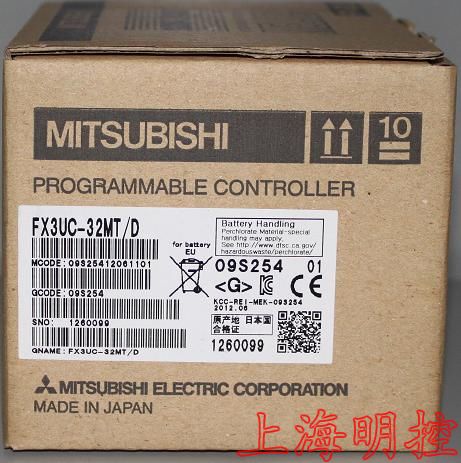 MITSUBISHI
10
PROGRAMMABLE CONTROLLER
FX3UC-32MT/D
for battery
EU
Battery Handling
Perchlorate Material-special
handling may apply.
See http://www.dtsc.ca.gov/
hazardouswaste/perchlorate/
MCODE: 09S25412061101
09S254 01
<G> CE
QCODE: 09S254
KCC-REI-MEK-09S254
2012.06
SNO: 1260099
原产地 日本国
合格证
1260099
GNAME: FX3UC-32MT/D
MITSUBISHI ELECTRIC CORPORATION
MADE IN JAPAN
上海明控